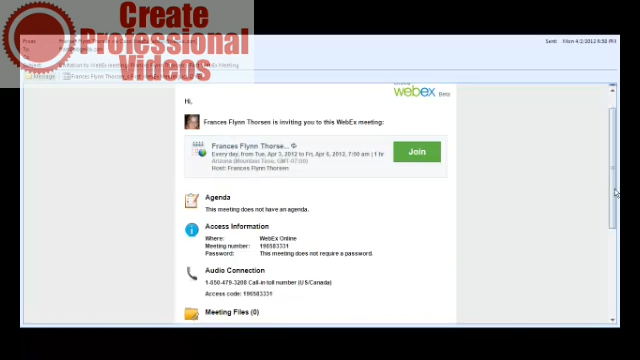 Create
Professional
Videos
From:
Sent: Mon 4/2/2012 6:50 PM
To:
Message
webex Beta
Hi,
Frances Flynn Thorsen is inviting you to this WebEx meeting:
Frances Flynn Thorse...
Every day, from Tue, Apr 3, 2012 to Fri, Apr 6, 2012, 7:00 am | 1 hr
Arizona (Mountain Time, GMT-07:00)
Host: Frances Flynn Thorsen
Join
Agenda
This meeting does not have an agenda.
Access Information
Where: WebEx Online
Meeting number: 196583331
Password: This meeting does not require a password.
Audio Connection
1-650-479-3208 Call-in toll number (US/Canada)
Access code: 196583331
Meeting Files (0)